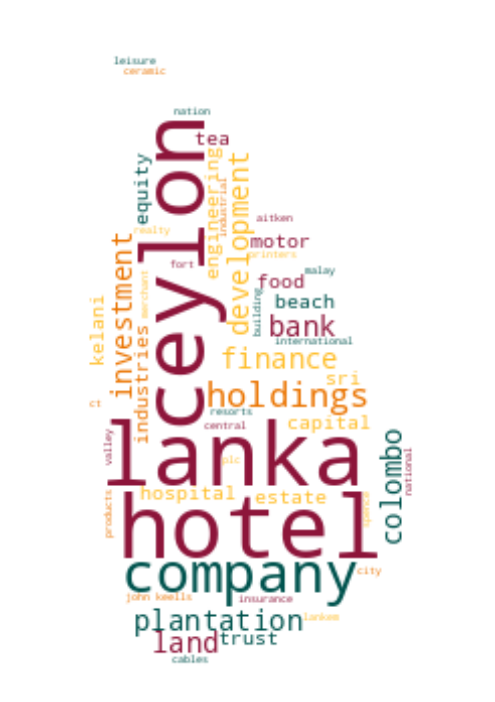 leisure
ceramic
nation
tea
ceylon
equity
engineering
industrial
development
realty
aitken
motor
printers
fort
malay
merchant
food
building
beach
investment
kelani
bank
international
industries
finance
sri
holdings
ct
resorts
capital
central
lanka
valley
plc
colombo
national
hospital
estate
products
spence
hotel
company
city
john keells
insurance
plantation
lankem
land
trust
cables